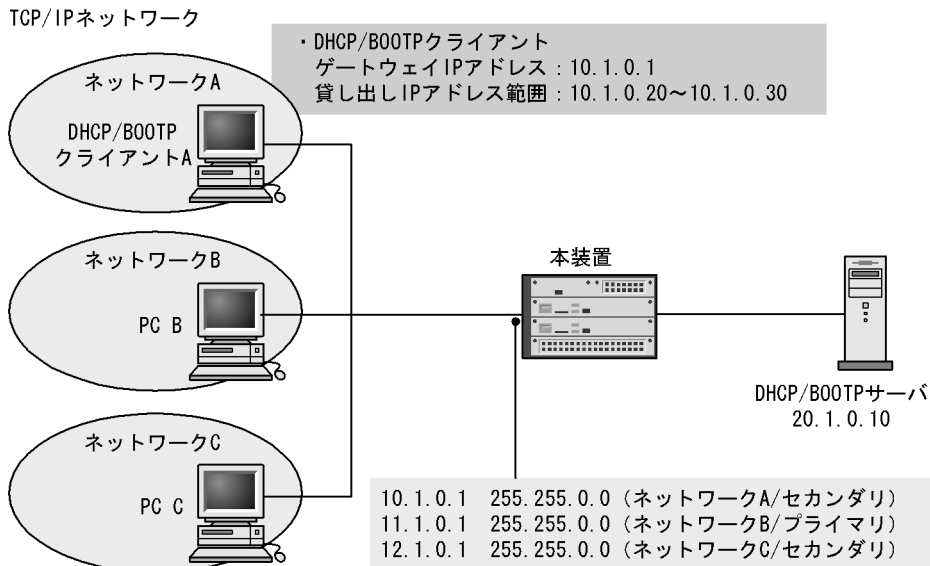 TCP/IPネットワーク
・DHCP/BOOTPクライアント
ゲートウェイIPアドレス：10.1.0.1
貸し出しIPアドレス範囲：10.1.0.20～10.1.0.30
ネットワークA
DHCP/BOOTP
クライアントA
ネットワークB
PC B
本装置
DHCP/BOOTPサーバ
20.1.0.10
ネットワークC
PC C
10.1.0.1 255.255.0.0（ネットワークA/セカンダリ）
11.1.0.1 255.255.0.0（ネットワークB/プライマリ）
12.1.0.1 255.255.0.0（ネットワークC/セカンダリ）